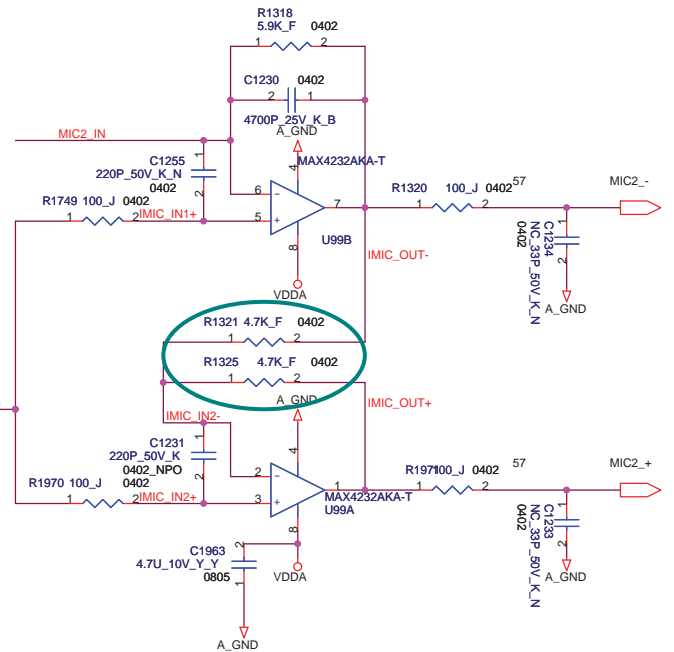 R1318
5.9K_F 0402
1 2
C1230 0402
2 1
4700P_25V_K_B
A_GND
MIC2_IN
MAX4232AKA-T
4
C1255
220P_50V_K_N
0402
1
2
R1749 100_J 0402
1 2 IMIC_IN1+
6
5
7
8
U99B
VDDA
R1320 100_J 0402 57
1 2
MIC2_-
C1234
NC_33P_50V_K_N
0402
1
2
A_GND
IMIC_OUT-
R1321 4.7K_F 0402
1 2
R1325 4.7K_F 0402
1 2
A_GND
IMIC_OUT+
IMIC_IN2-
C1231
220P_50V_K
0402_NPO
1
2
R1970 100_J 0402
1 2 IMIC_IN2+
4
2
3
1
8
MAX4232AKA-T
U99A
R1971 100_J 0402 57
1 2
MIC2_+
C1233
NC_33P_50V_K_N
0402
1
2
A_GND
C1963
4.7U_10V_Y_Y
0805
2
1
VDDA
A_GND